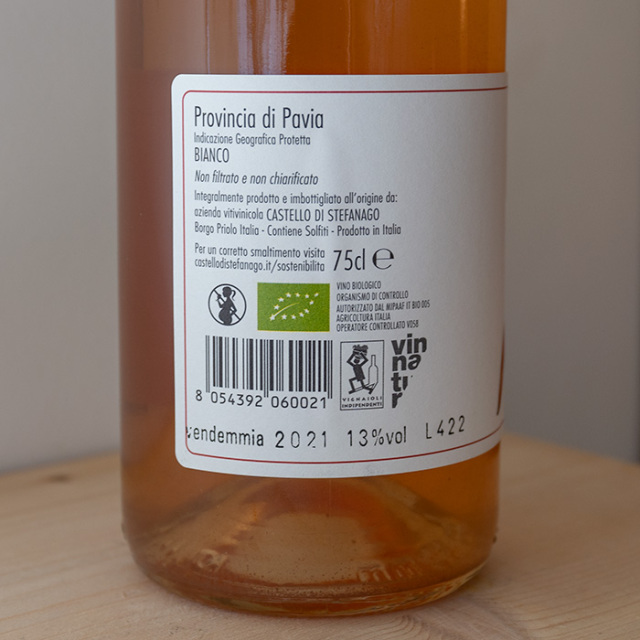 Provincia di Pavia
Indicazione Geografica Protetta
BIANCO
Non filtrato e non chiarificato
Integralmente prodotto e imbottigliato all'origine da:
azienda vitivinicola CASTELLO DI STEFANAGO
Borgo Priolo Italia - Contiene Solfiti - Prodotto in Italia
Per un corretto smaltimento visita
castellodistefanago.it/sostenibilita
75cl e
VINO BIOLOGICO
ORGANISMO DI CONTROLLO
AUTORIZZATO DAL MIPAAF IT BIO 005
AGRICOLTURA ITALIA
OPERATORE CONTROLLATO V058
vin
na
tur
VIGNAIOLI
INDIPENDENTI
8 054392 060021
vendemmia 2021 13%vol L422